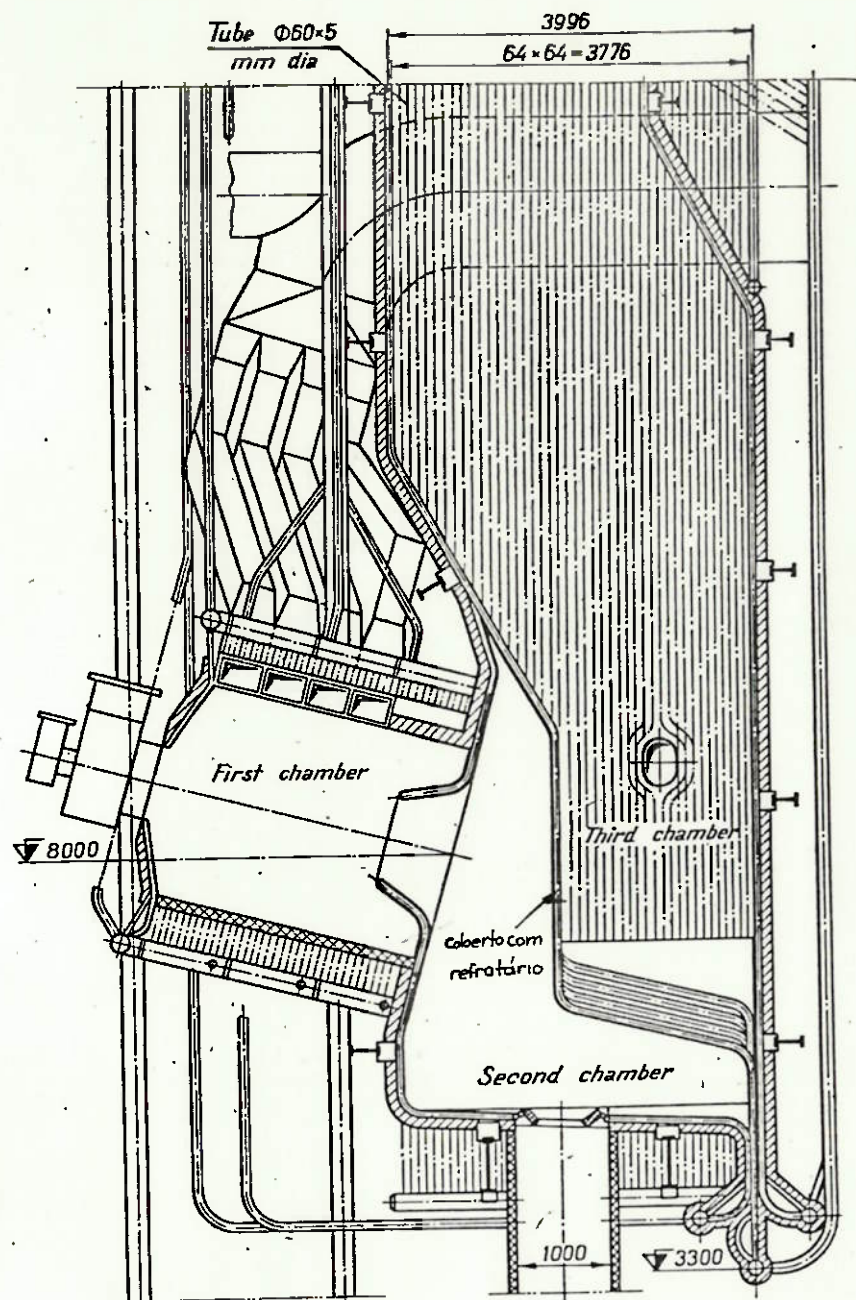 Tube Φ60×5
mm dia
3996
64 × 64 = 3776
First chamber
8000
Third chamber
coberto com
refratário
Second chamber
1000
3300